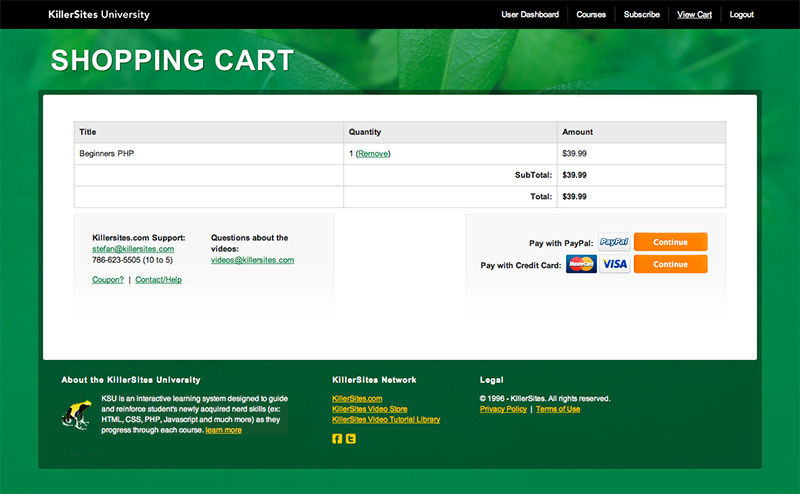 KillerSites University
User Dashboard | Courses | Subscribe | View Cart | Logout
SHOPPING CART
Title Quantity Amount
Beginners PHP 1 (Remove) $39.99
SubTotal: $39.99
Total: $39.99
Killersites.com Support:
stefan@killersites.com
786-623-5505 (10 to 5)
Coupon? | Contact/Help
Questions about the
videos:
videos@killersites.com
Pay with PayPal: PayPal Continue
Pay with Credit Card: MasterCard VISA Continue
About the KillerSites University
KSU is an interactive learning system designed to guide
and reinforce student's newly acquired nerd skills (ex:
HTML, CSS, PHP, Javascript and much more) as they
progress through each course. learn more
KillerSites Network
KillerSites.com
KillerSites Video Store
KillerSites Video Tutorial Library
Legal
© 1996 - KillerSites. All rights reserved.
Privacy Policy | Terms of Use